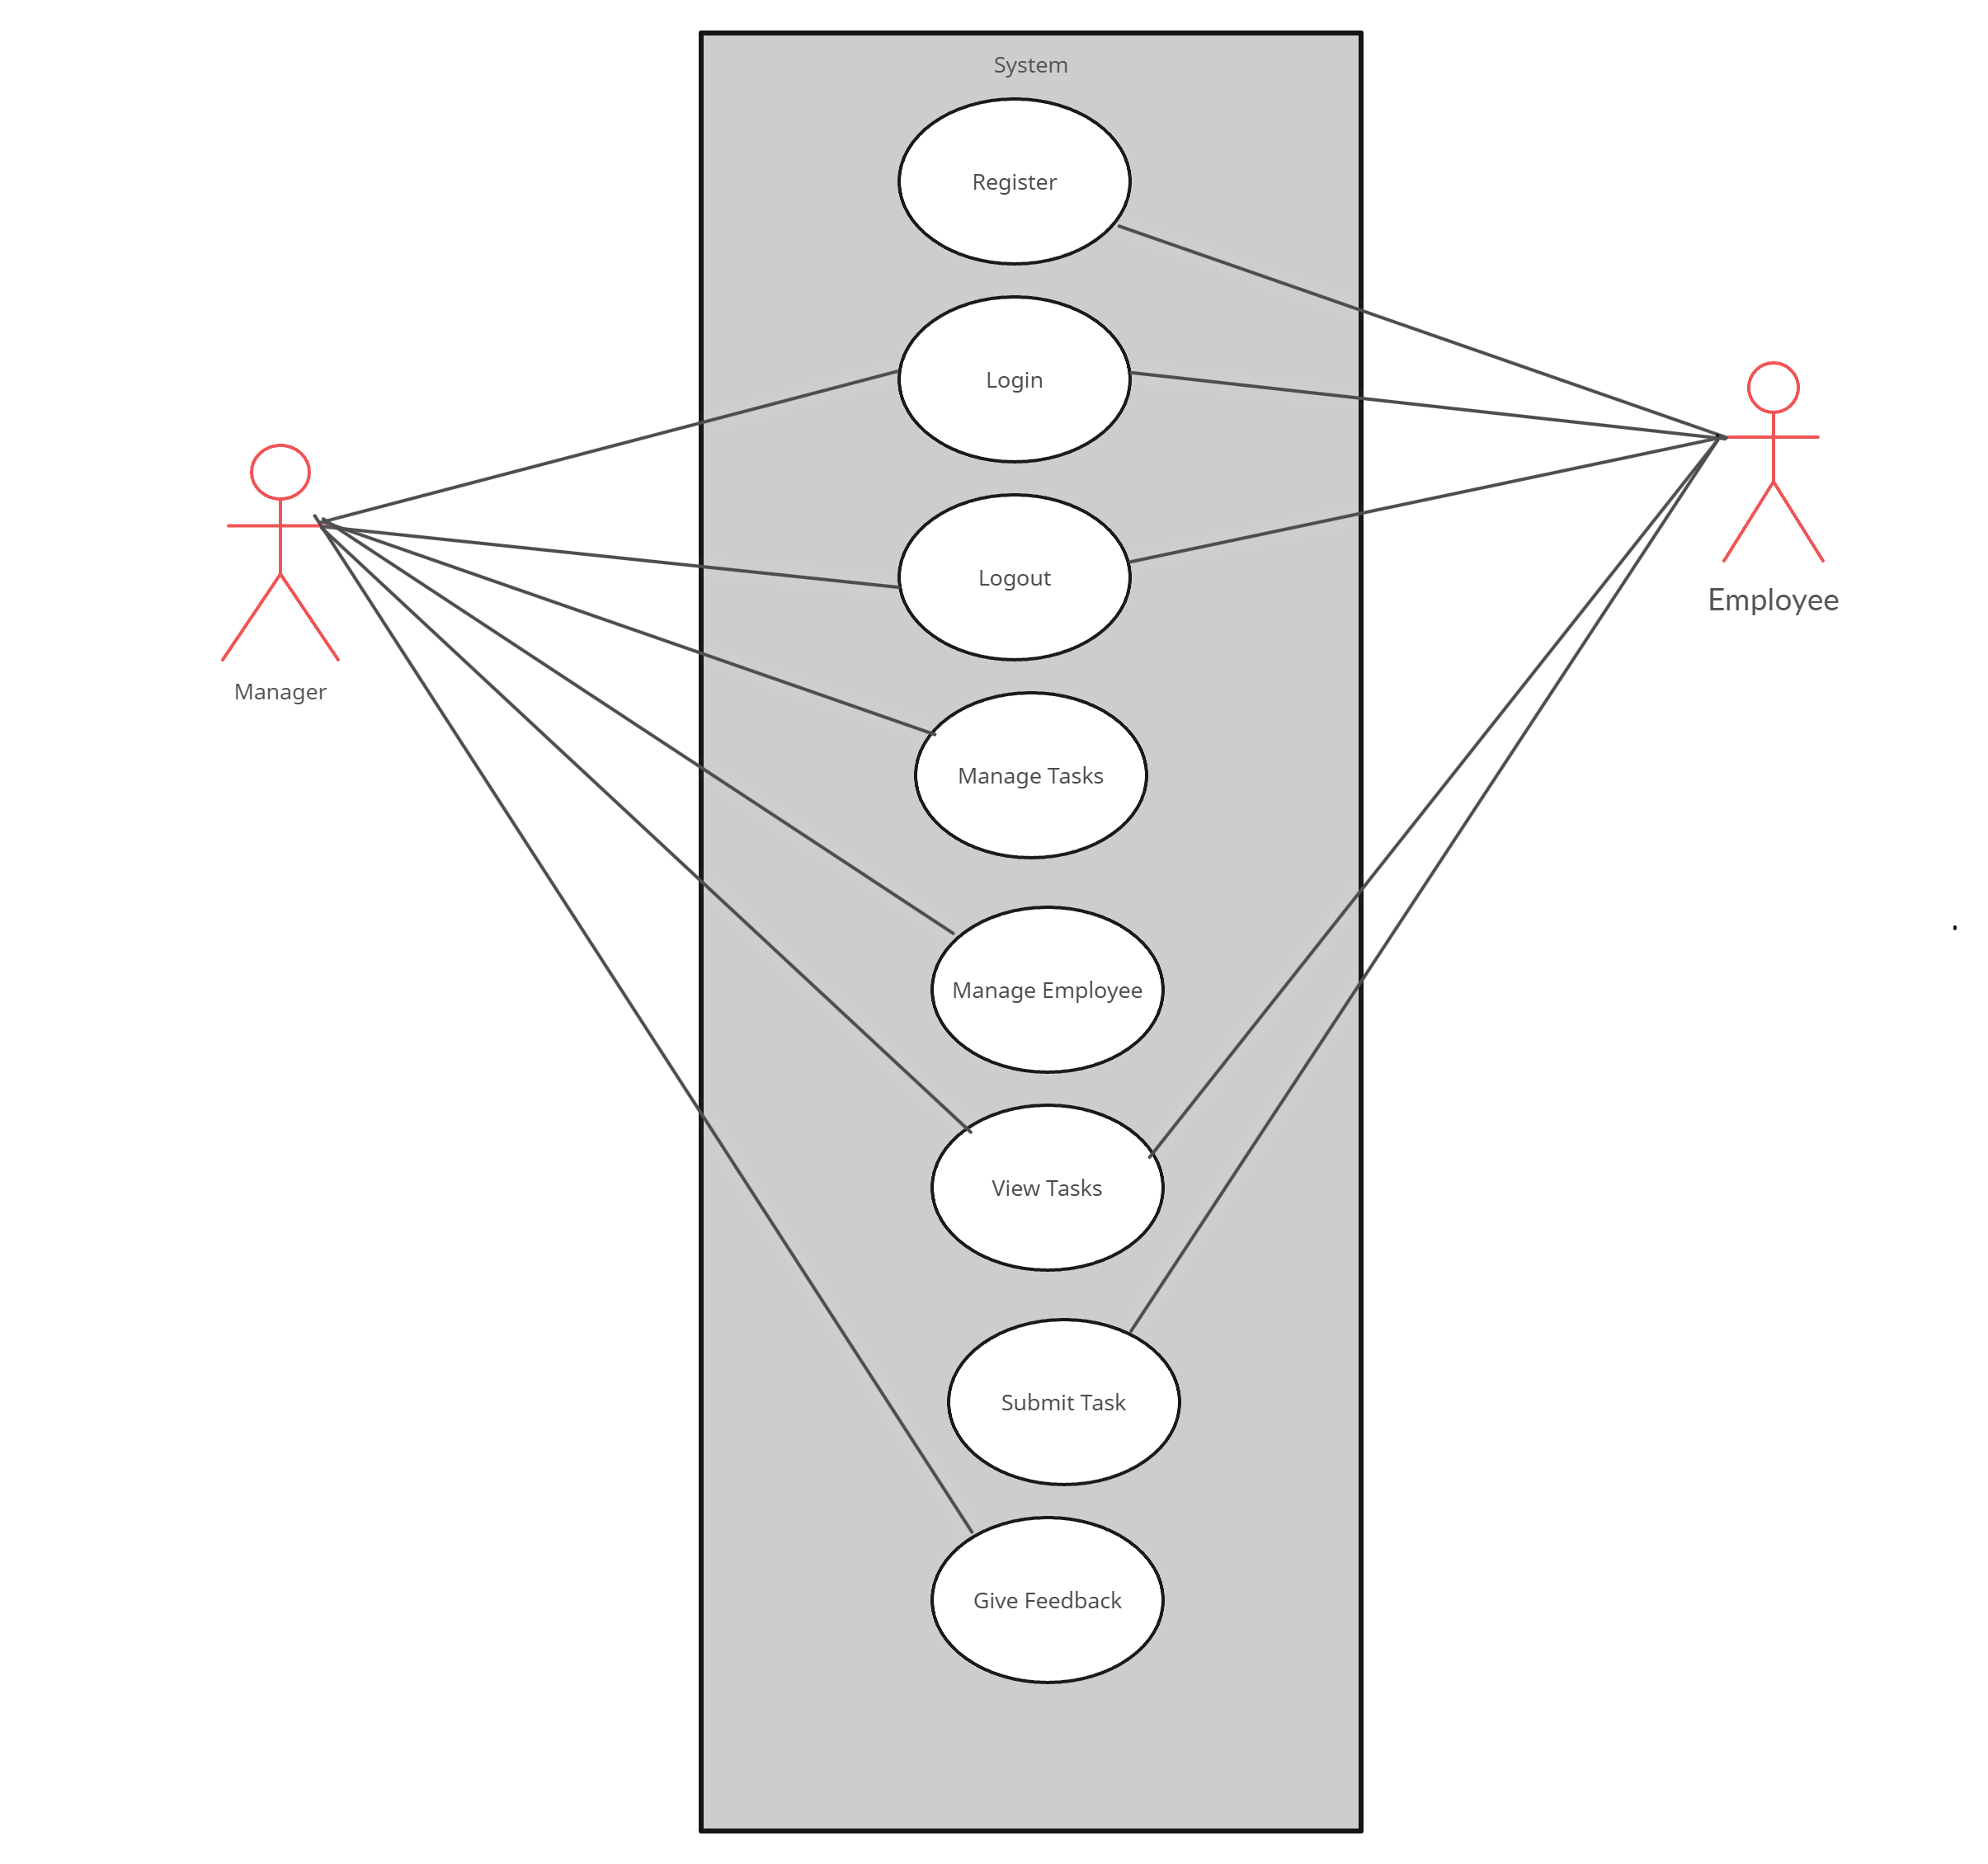 System
Register
Login
Logout
Manager
Employee
Manage Tasks
Manage Employee
View Tasks
Submit Task
Give Feedback